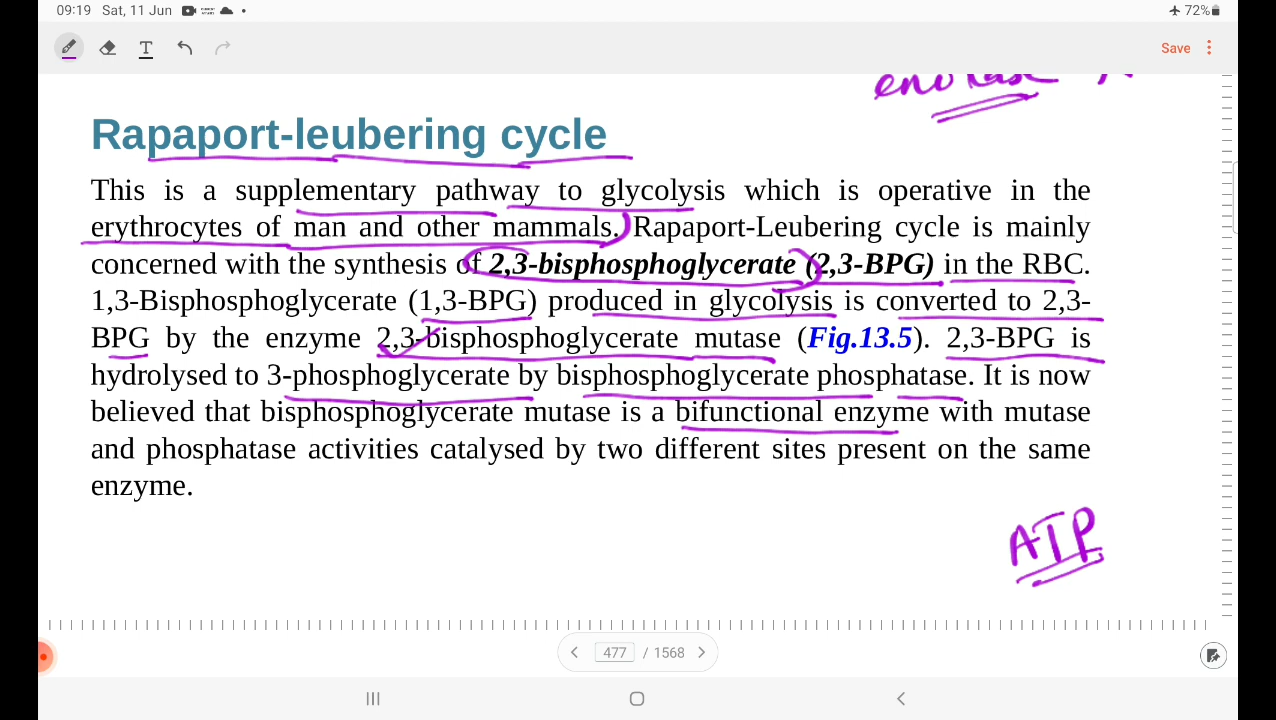 09:19 Sat, 11 Jun
72%
T
Save
enolase
Rapaport-leubering cycle
This is a supplementary pathway to glycolysis which is operative in the
erythrocytes of man and other mammals. Rapaport-Leubering cycle is mainly
concerned with the synthesis of 2,3-bisphosphoglycerate (2,3-BPG) in the RBC.
1,3-Bisphosphoglycerate (1,3-BPG) produced in glycolysis is converted to 2,3-
BPG by the enzyme 2,3-bisphosphoglycerate mutase (Fig.13.5). 2,3-BPG is
hydrolysed to 3-phosphoglycerate by bisphosphoglycerate phosphatase. It is now
believed that bisphosphoglycerate mutase is a bifunctional enzyme with mutase
and phosphatase activities catalysed by two different sites present on the same
enzyme.
ATP
477 / 1568